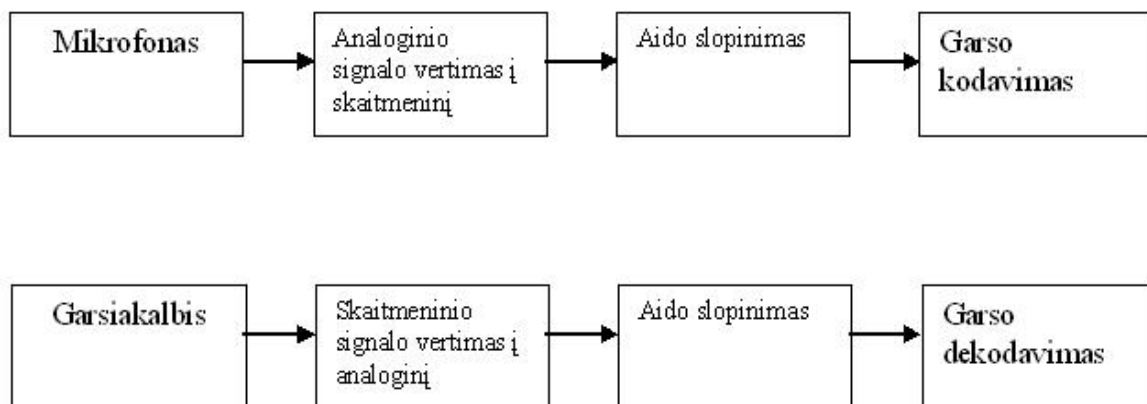 Mikrofonas
Analoginio
signalo vertimas į
skaitmeninį
Aido slopinimas
Garso
kodavimas
Garsiakalbis
Skaitmeninio
signalo vertimas į
analoginį
Aido slopinimas
Garso
dekodavimas